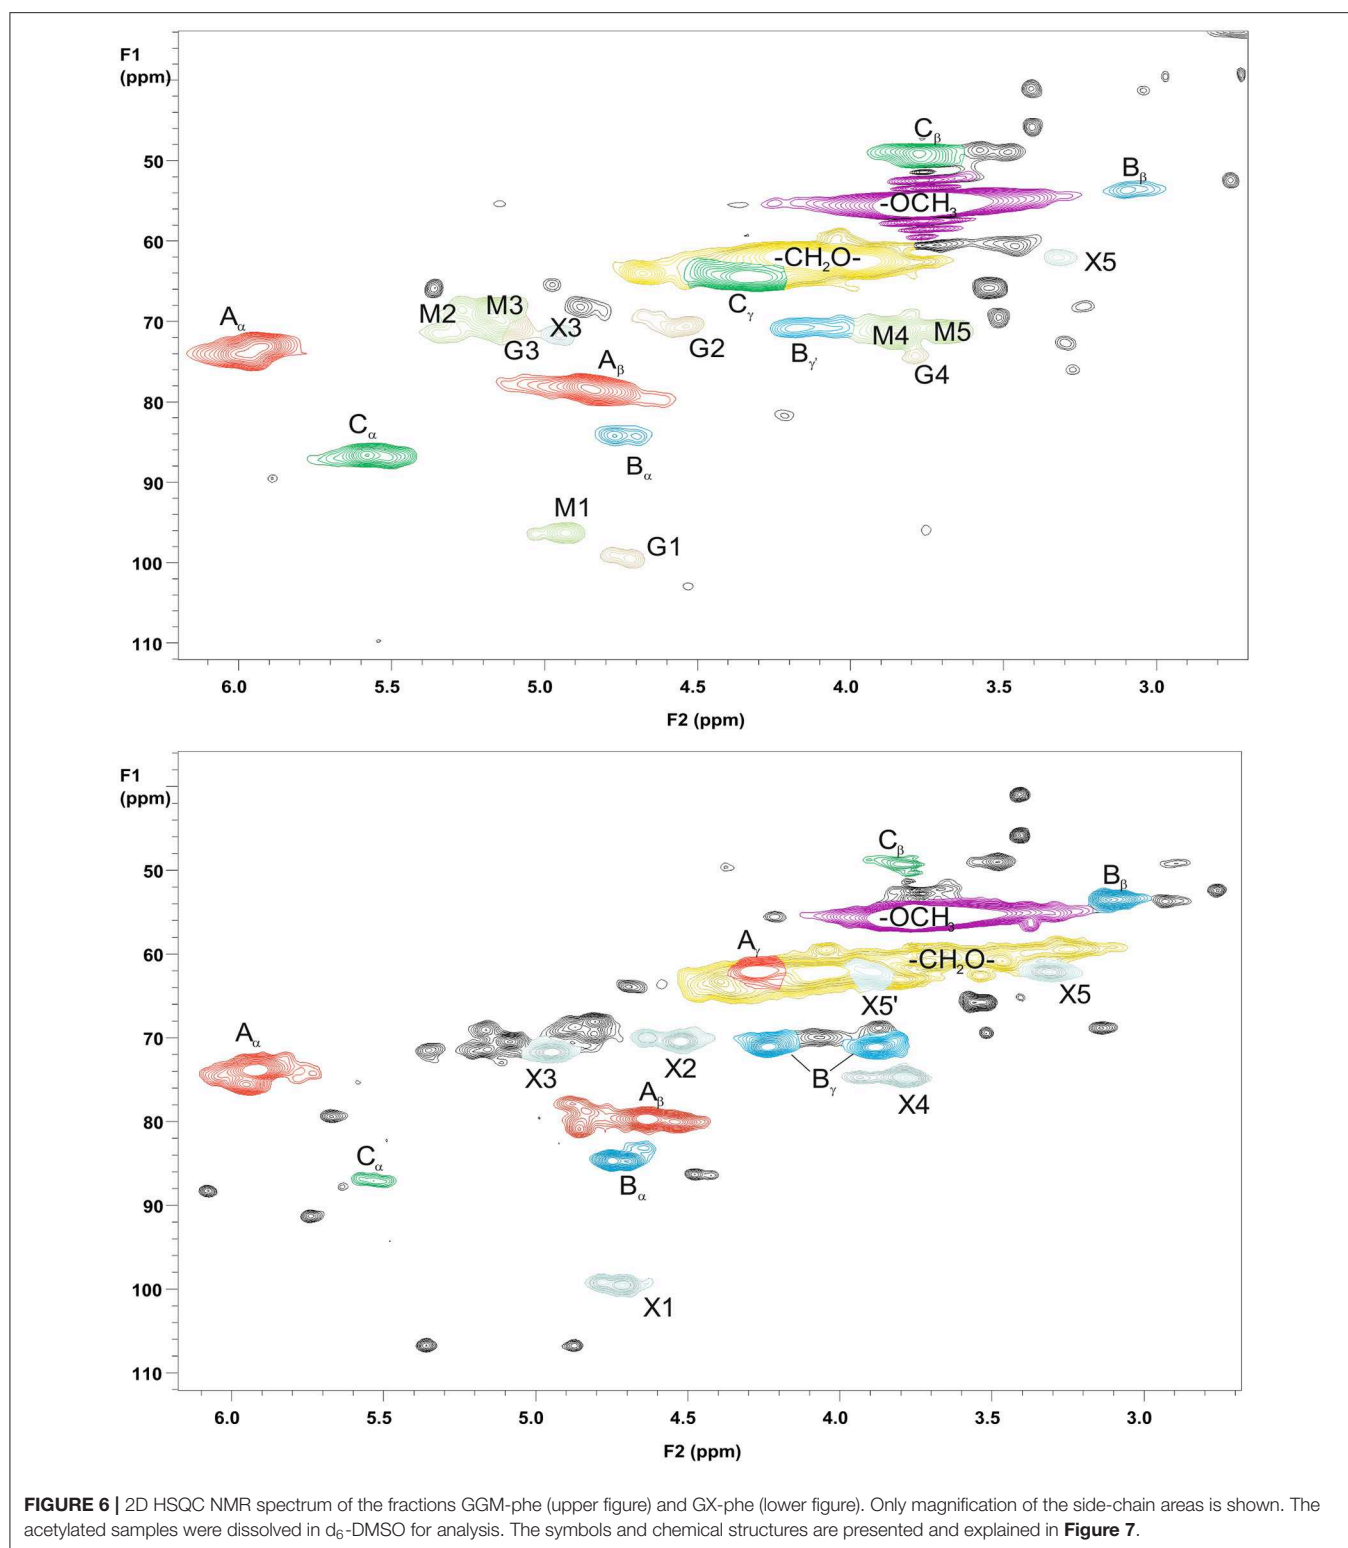 F1
(ppm)
Cβ
50
Bβ
-OCH3
60
-CH2O-
X5
Cγ
M2
M3
Aα
70
X3
M4
M5
G3
G2
Bγ'
G4
Aβ
80
Cα
Bα
90
M1
G1
100
110
6.0 5.5 5.0 4.5 4.0 3.5 3.0
F2 (ppm)
F1
(ppm)
Cβ
50
Bβ
-OCH3
Aγ
60
-CH2O-
X5'
X5
70
Aα
X3
X2
Bγ
X4
Aβ
80
Cα
Bα
90
100
X1
110
6.0 5.5 5.0 4.5 4.0 3.5 3.0
F2 (ppm)
FIGURE 6 | 2D HSQC NMR spectrum of the fractions GGM-phe (upper figure) and GX-phe (lower figure). Only magnification of the side-chain areas is shown. The
acetylated samples were dissolved in d6-DMSO for analysis. The symbols and chemical structures are presented and explained in Figure 7.